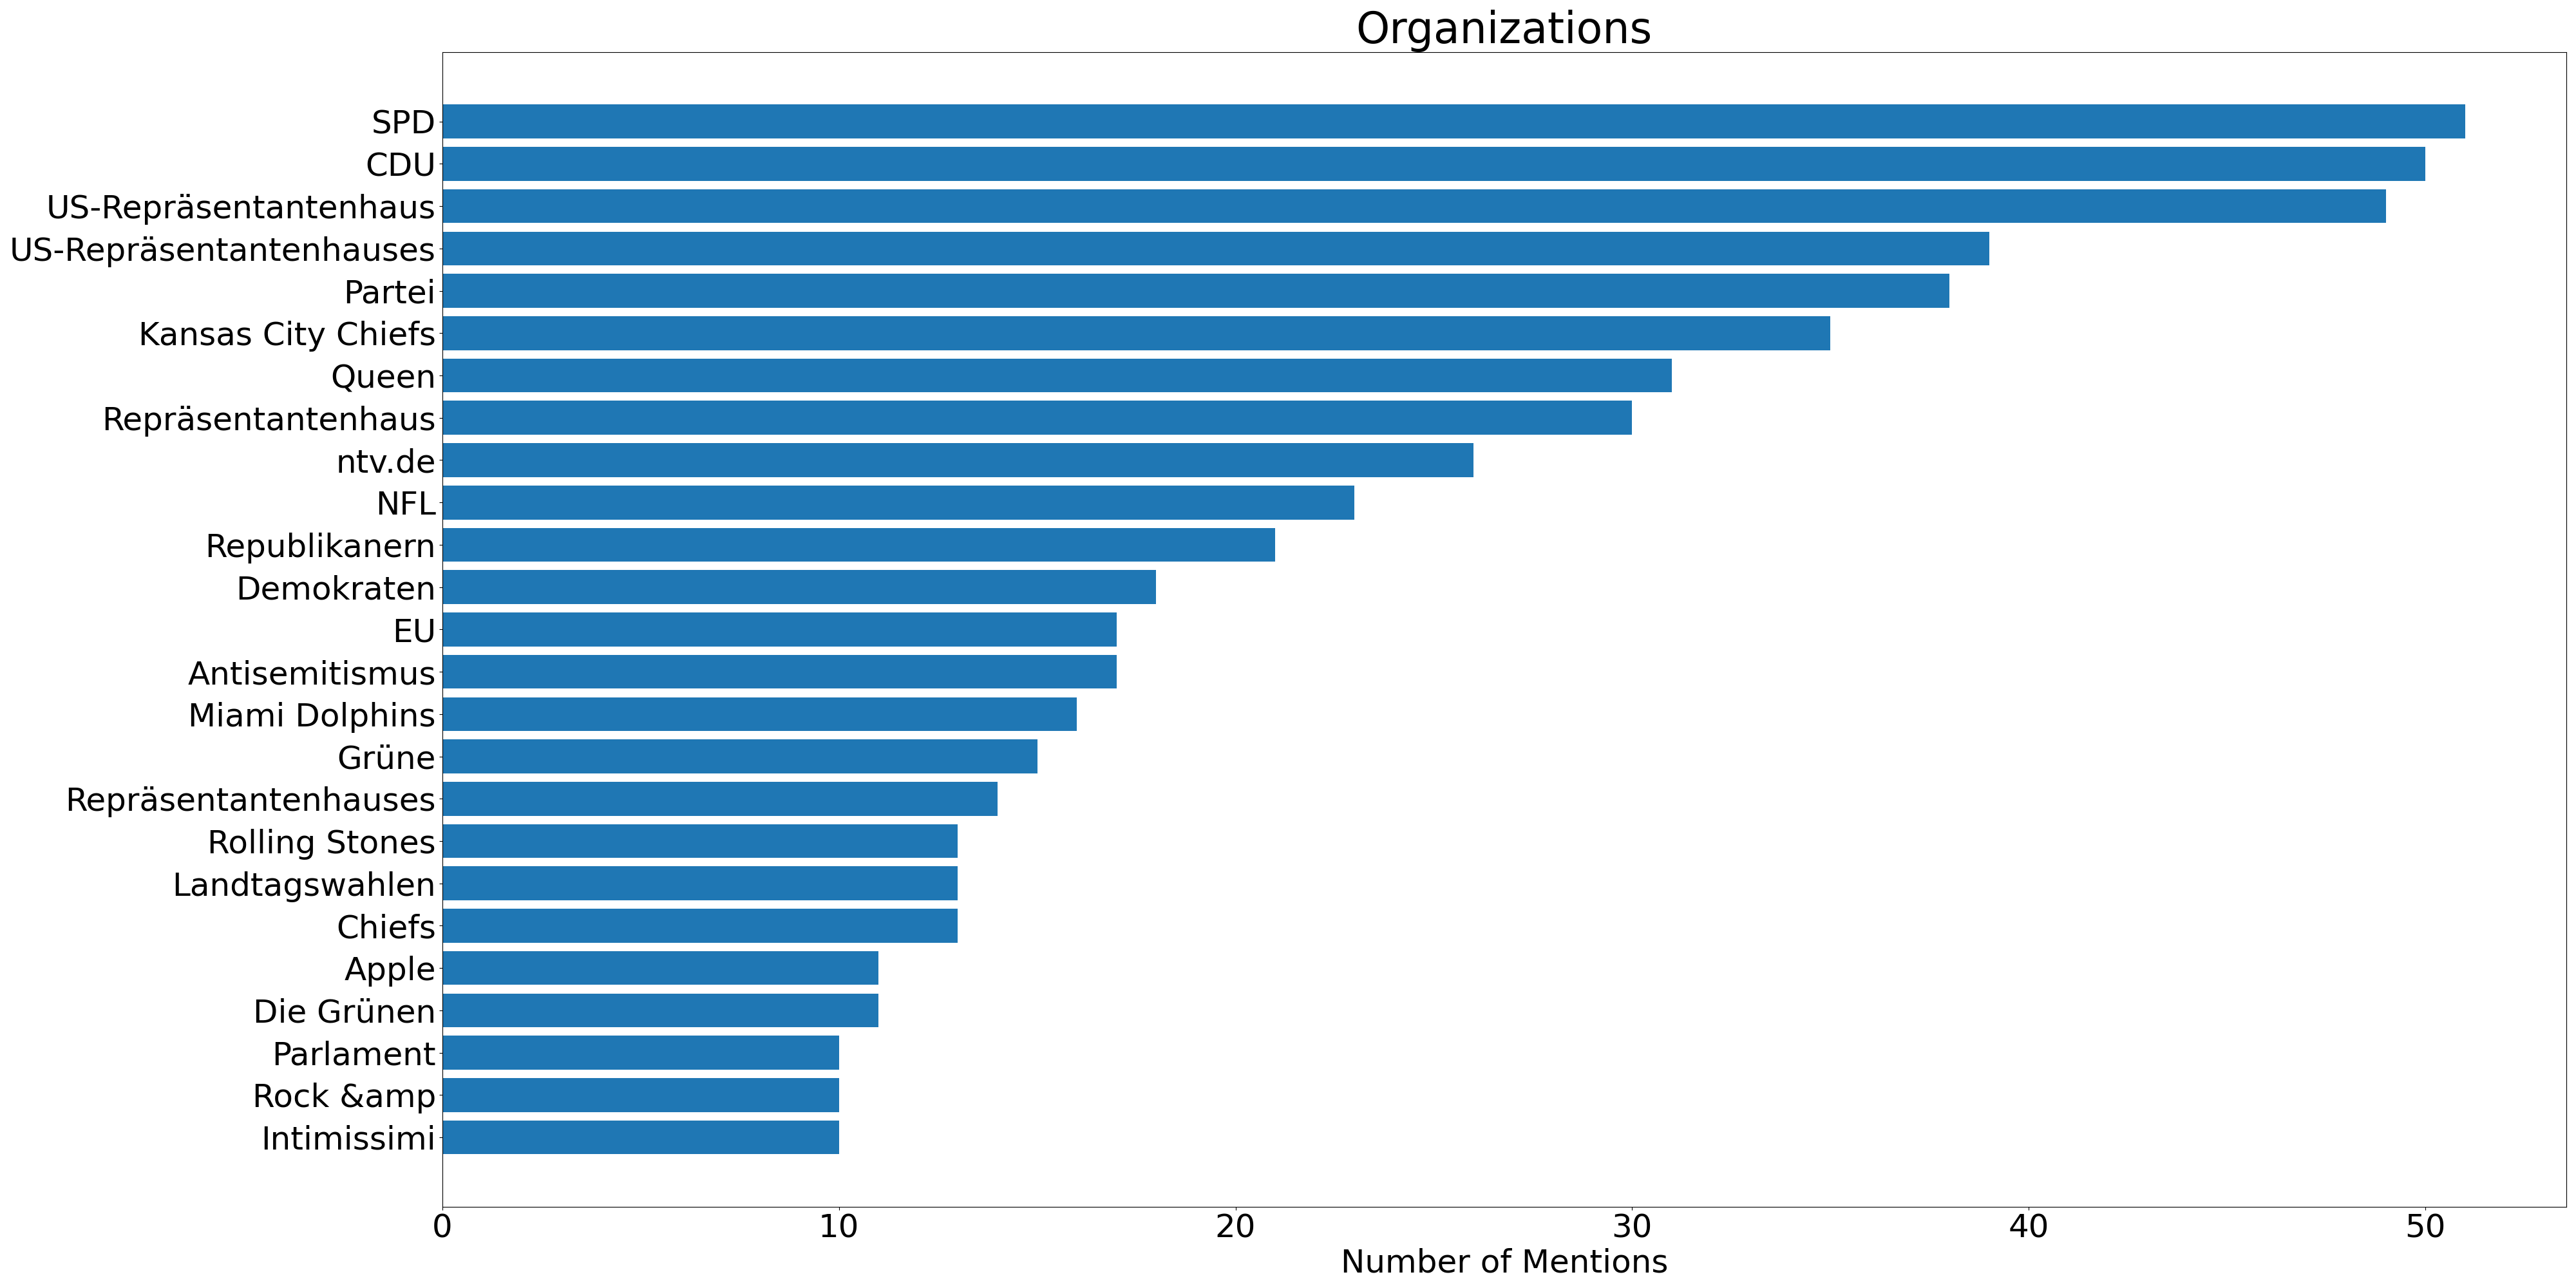 Organizations
SPD
CDU
US-Repräsentantenhaus
US-Repräsentantenhauses
Partei
Kansas City Chiefs
Queen
Repräsentantenhaus
ntv.de
NFL
Republikanern
Demokraten
EU
Antisemitismus
Miami Dolphins
Grüne
Repräsentantenhauses
Rolling Stones
Landtagswahlen
Chiefs
Apple
Die Grünen
Parlament
Rock &amp
Intimissimi
0 10 20 30 40 50
Number of Mentions